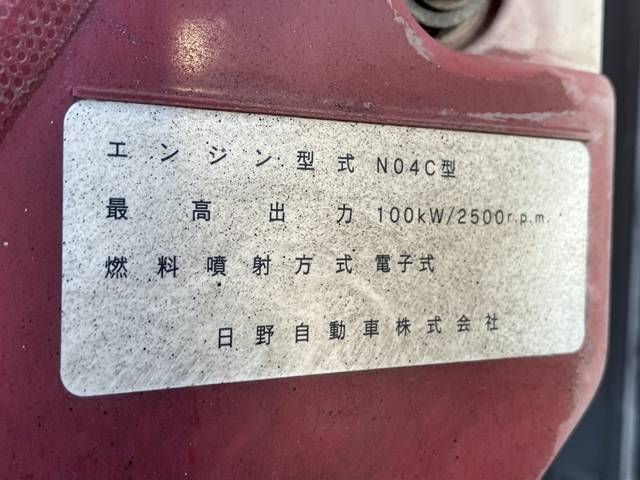 エンジン型式 N04C型
最高出力 100kW/2500r.p.m.
燃料噴射方式 電子式
日野自動車株式会社